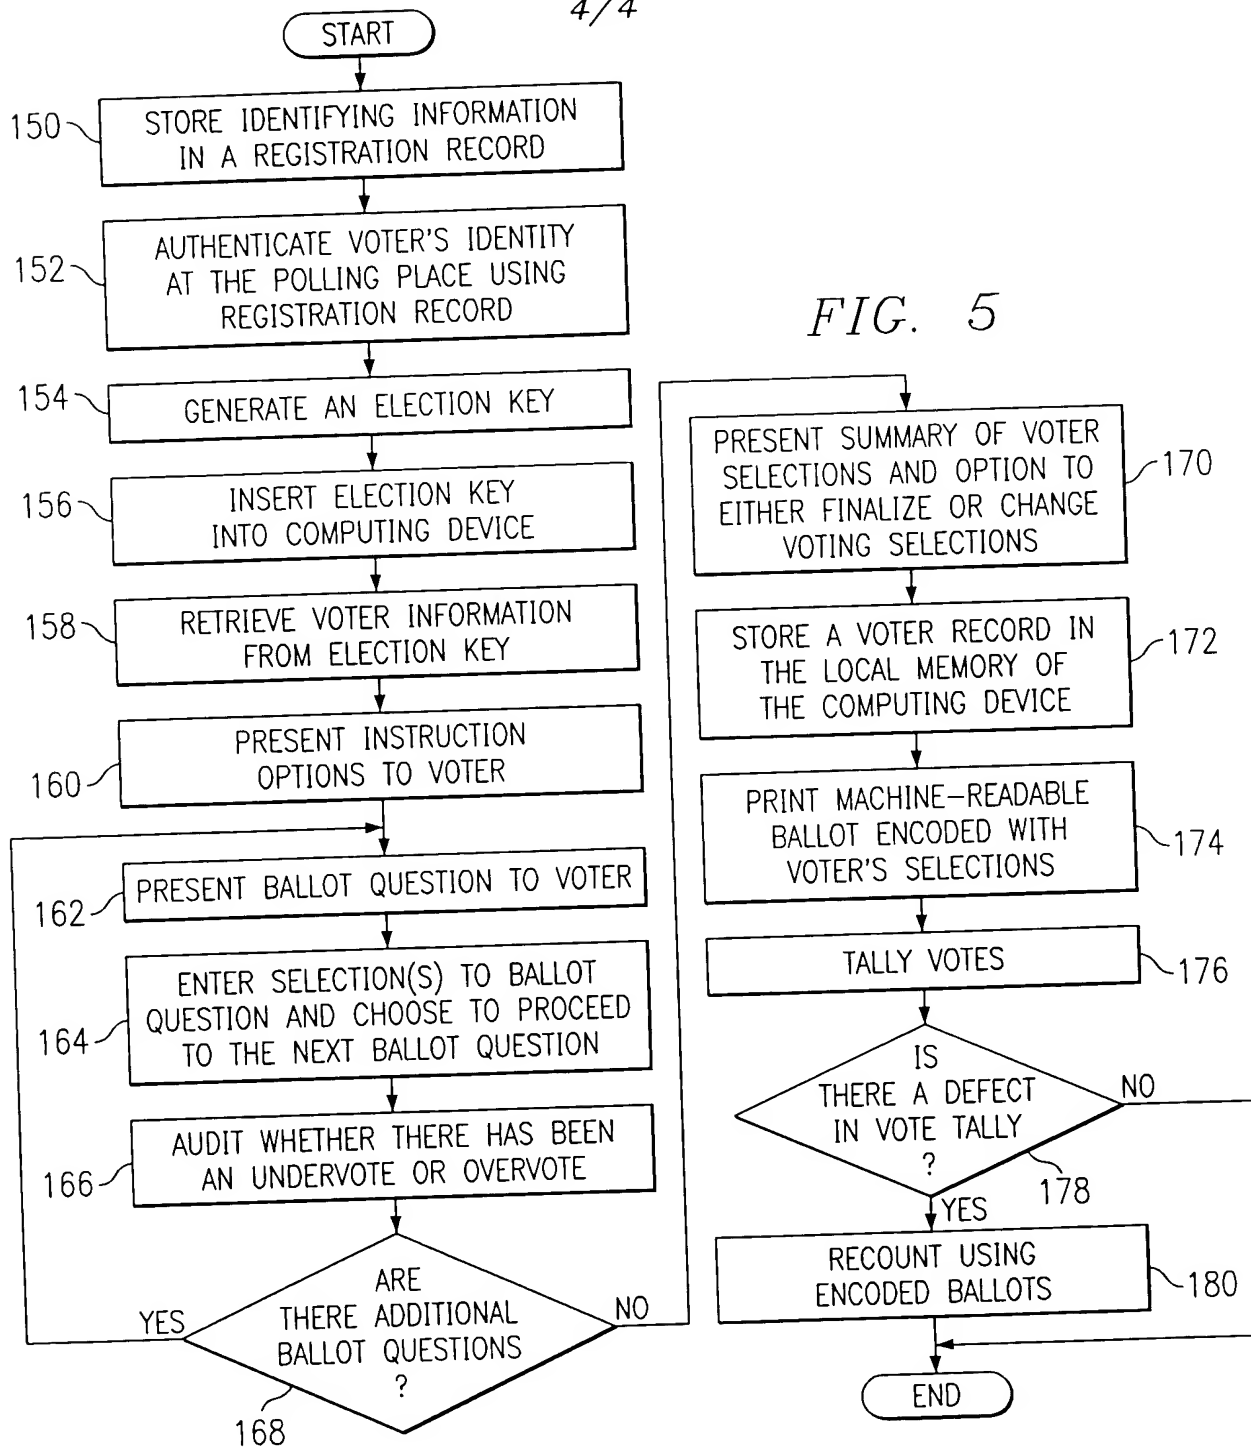 4/4
START
150
STORE IDENTIFYING INFORMATION
IN A REGISTRATION RECORD
152
AUTHENTICATE VOTER'S IDENTITY
AT THE POLLING PLACE USING
REGISTRATION RECORD
154
GENERATE AN ELECTION KEY
156
INSERT ELECTION KEY
INTO COMPUTING DEVICE
158
RETRIEVE VOTER INFORMATION
FROM ELECTION KEY
160
PRESENT INSTRUCTION
OPTIONS TO VOTER
162
PRESENT BALLOT QUESTION TO VOTER
164
ENTER SELECTION(S) TO BALLOT
QUESTION AND CHOOSE TO PROCEED
TO THE NEXT BALLOT QUESTION
166
AUDIT WHETHER THERE HAS BEEN
AN UNDERVOTE OR OVERVOTE
YES
ARE
THERE ADDITIONAL
BALLOT QUESTIONS
?
NO
168
FIG. 5
PRESENT SUMMARY OF VOTER
SELECTIONS AND OPTION TO
EITHER FINALIZE OR CHANGE
VOTING SELECTIONS
170
STORE A VOTER RECORD IN
THE LOCAL MEMORY OF
THE COMPUTING DEVICE
172
PRINT MACHINE-READABLE
BALLOT ENCODED WITH
VOTER'S SELECTIONS
174
TALLY VOTES
176
IS
THERE A DEFECT
IN VOTE TALLY
?
NO
178
YES
RECOUNT USING
ENCODED BALLOTS
180
END